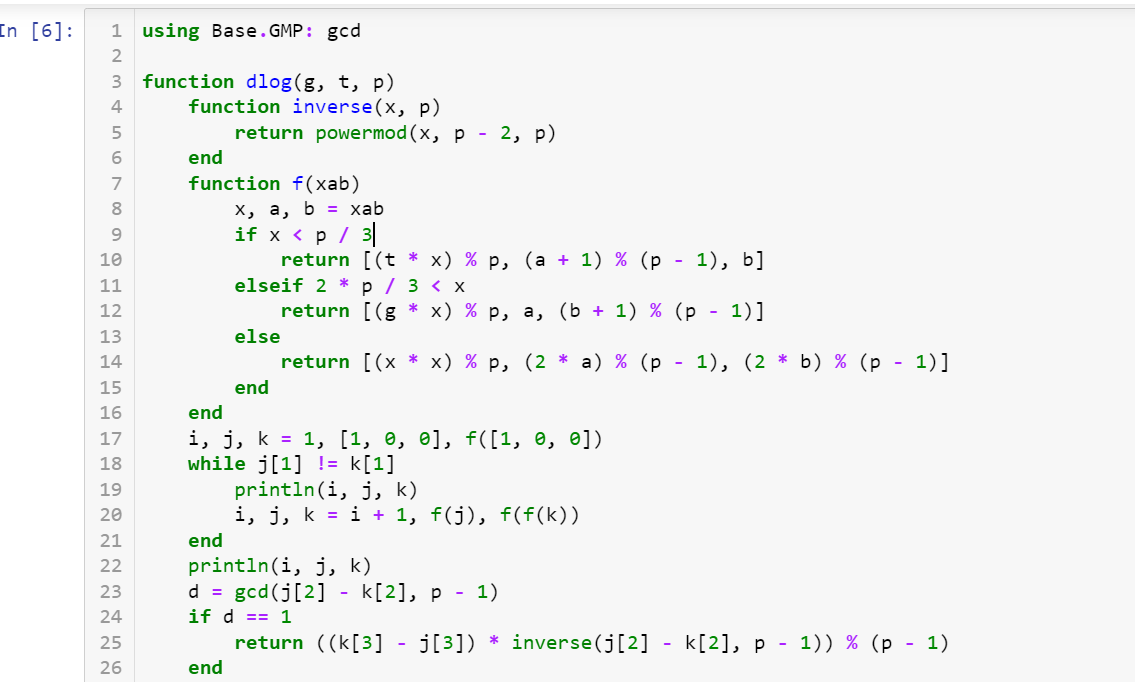 In [6]:
1 using Base.GMP: gcd
2
3 function dlog(g, t, p)
4     function inverse(x, p)
5         return powermod(x, p - 2, p)
6     end
7     function f(xab)
8         x, a, b = xab
9         if x < p / 3
10             return [(t * x) % p, (a + 1) % (p - 1), b]
11         elseif 2 * p / 3 < x
12             return [(g * x) % p, a, (b + 1) % (p - 1)]
13         else
14             return [(x * x) % p, (2 * a) % (p - 1), (2 * b) % (p - 1)]
15         end
16     end
17     i, j, k = 1, [1, 0, 0], f([1, 0, 0])
18     while j[1] != k[1]
19         println(i, j, k)
20         i, j, k = i + 1, f(j), f(f(k))
21     end
22     println(i, j, k)
23     d = gcd(j[2] - k[2], p - 1)
24     if d == 1
25         return ((k[3] - j[3]) * inverse(j[2] - k[2], p - 1)) % (p - 1)
26     end